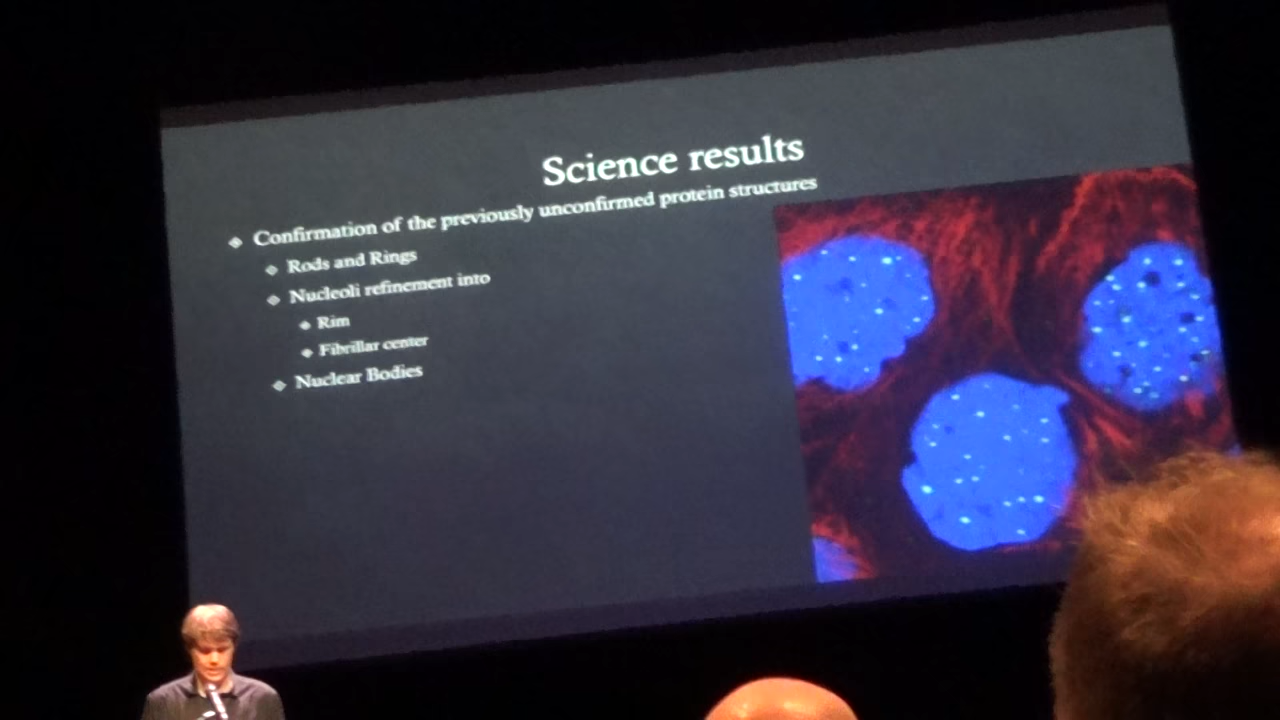 Science results
Confirmation of the previously unconfirmed protein structures
Rods and Rings
Nucleoli refinement into
Rim
Fibrillar center
Nuclear Bodies